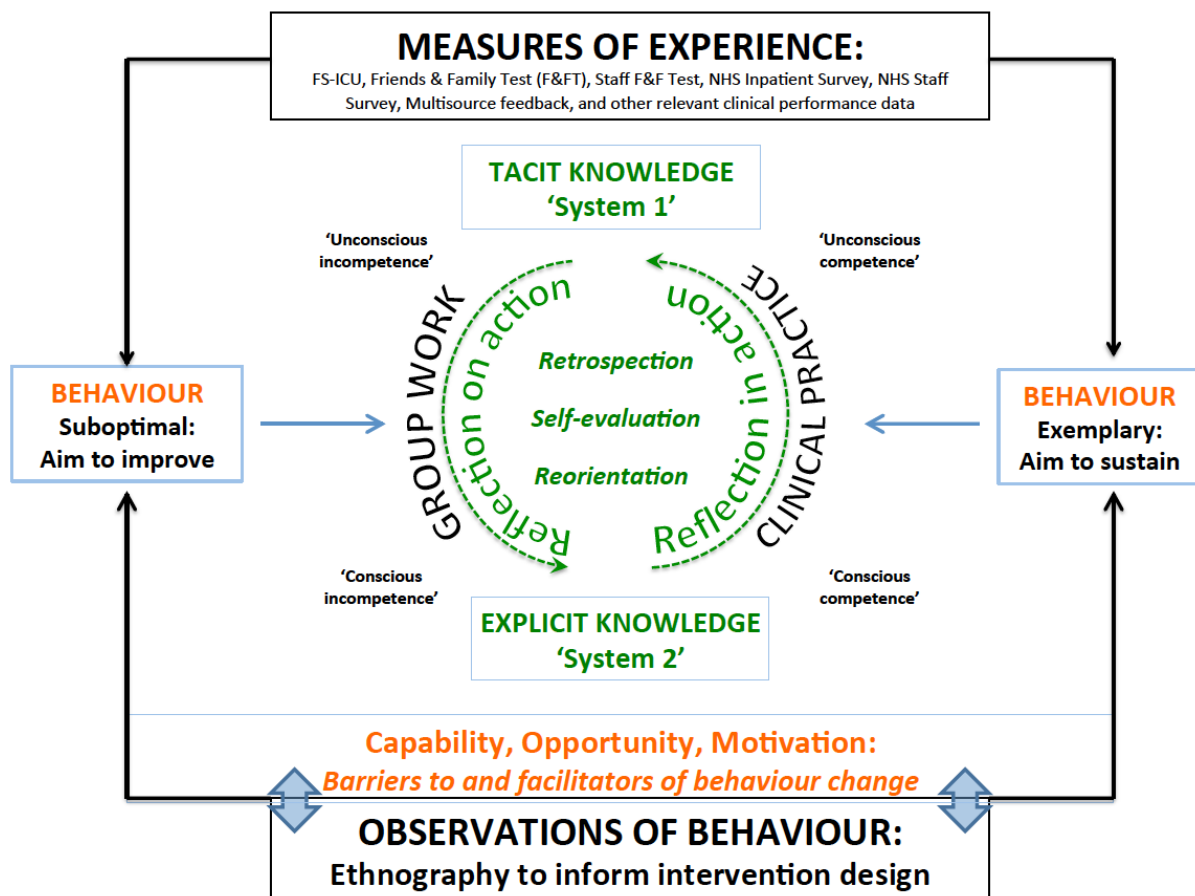 MEASURES OF EXPERIENCE:
FS-ICU, Friends & Family Test (F&FT), Staff F&F Test, NHS Inpatient Survey, NHS Staff
Survey, Multisource feedback, and other relevant clinical performance data
TACIT KNOWLEDGE
‘System 1’
‘Unconscious
incompetence’
‘Unconscious
competence’
GROUP WORK
Reflection on action
Retrospection
Self-evaluation
Reorientation
Reflection in action
CLINICAL PRACTICE
BEHAVIOUR
Suboptimal:
Aim to improve
BEHAVIOUR
Exemplary:
Aim to sustain
‘Conscious
incompetence’
‘Conscious
competence’
EXPLICIT KNOWLEDGE
‘System 2’
Capability, Opportunity, Motivation:
Barriers to and facilitators of behaviour change
OBSERVATIONS OF BEHAVIOUR:
Ethnography to inform intervention design